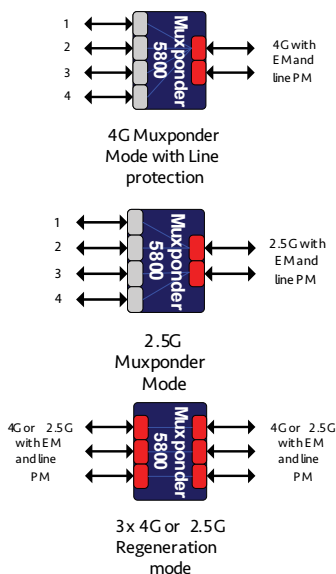 1
2
3
4
Muxponder
5800
4G with
EM and
line PM
4G Muxponder
Mode with Line
protection
1
2
3
4
Muxponder
5800
2.5G with
EM and
line PM
2.5G
Muxponder
Mode
4G or 2.5G
with EM
and line
PM
Muxponder
5800
4G or 2.5G
with EM
and line
PM
3 x 4G or 2.5G
Regeneration
mode